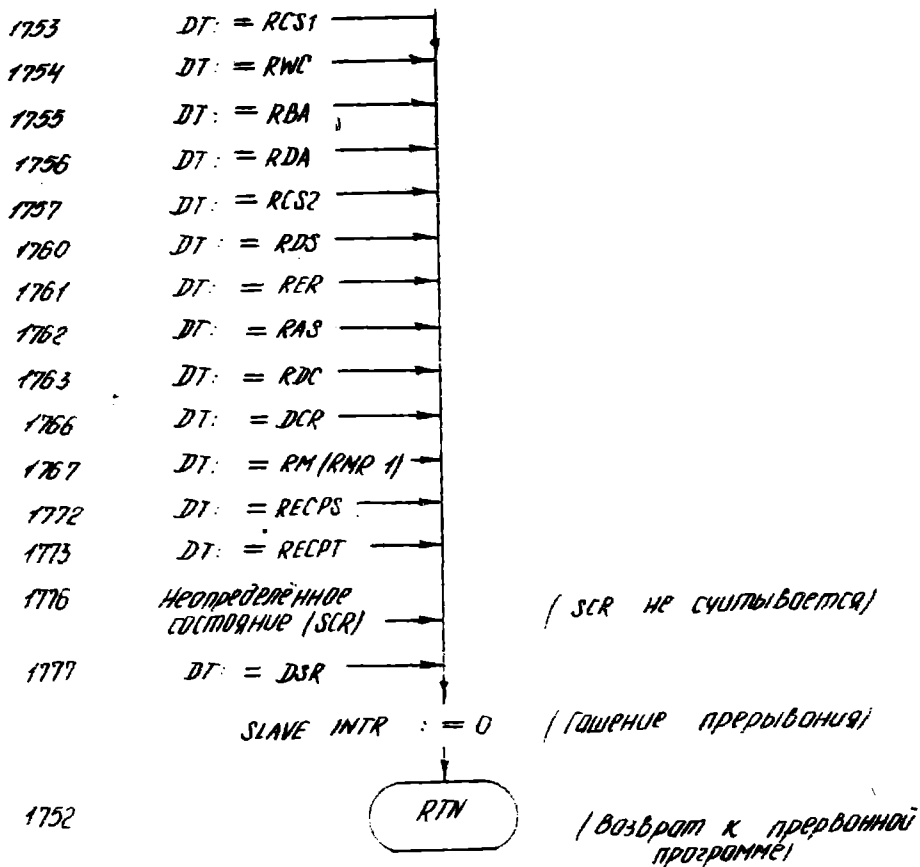 1753 DT: = RCS1
1754 DT: = RWC
1755 DT: = RBA
1756 DT: = RDA
1757 DT: = RCS2
1760 DT: = RDS
1761 DT: = RER
1762 DT: = RAS
1763 DT: = RDC
1766 DT: = DCR
1767 DT: = RM (RMR 1)
1772 DT: = RECPS
1773 DT: = RECPT
1776 Неопределённое
состояние (SCR) (SCR не считывается)
1777 DT: = DSR
SLAVE INTR := 0 (Гашение прерывания)
RTN
1752 (Возврат к прерванной
программе)